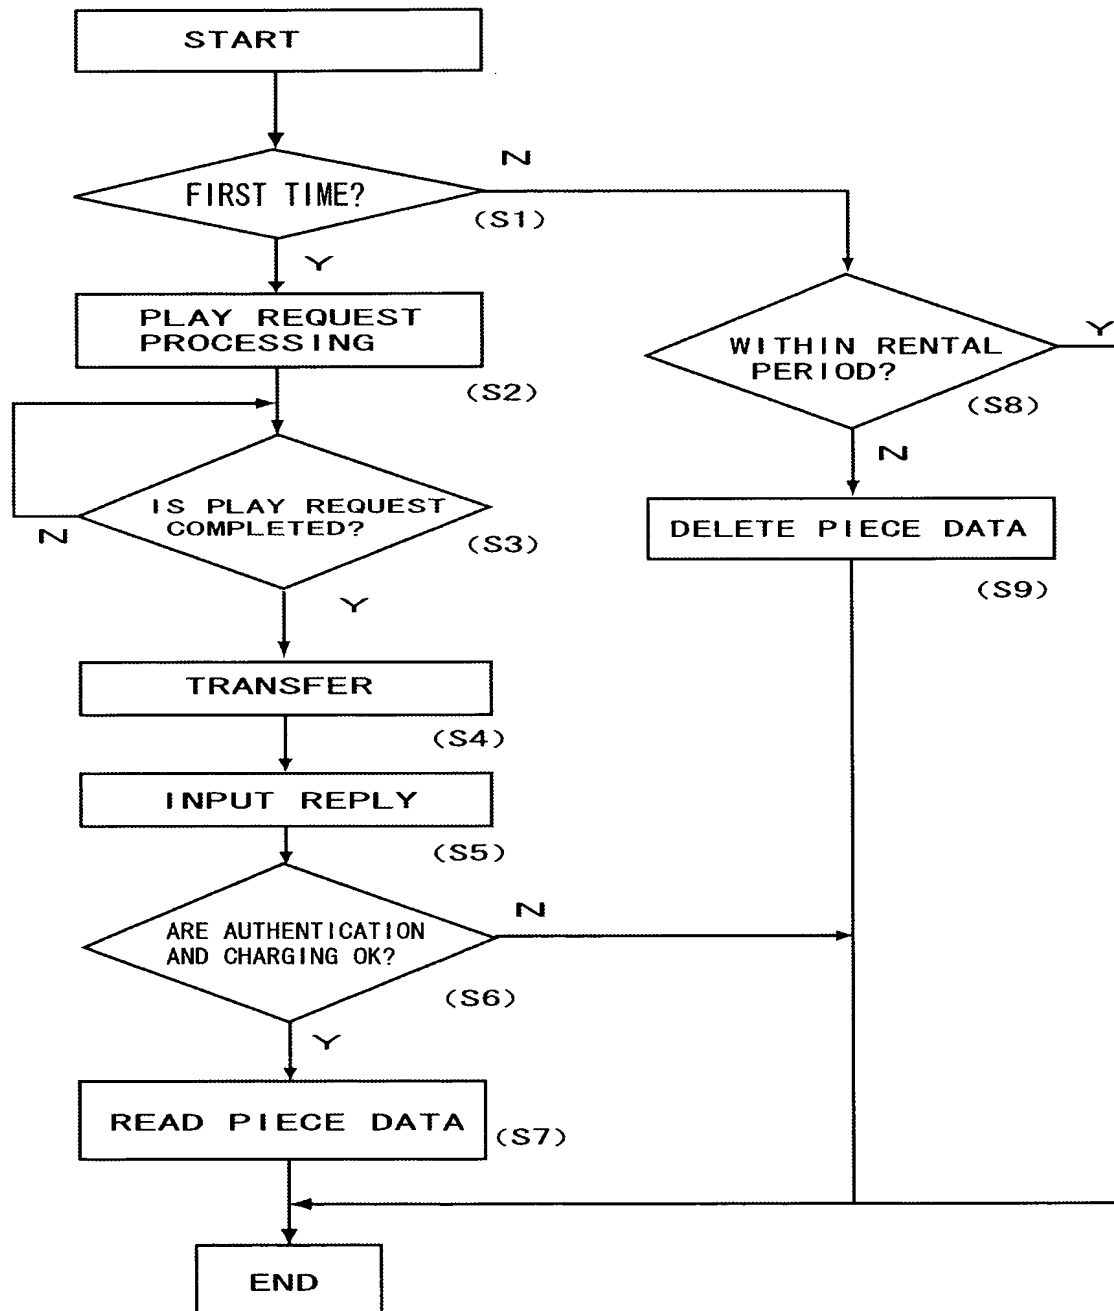 START
FIRST TIME?
N
(S1)
Y
PLAY REQUEST
PROCESSING
(S2)
WITHIN RENTAL
PERIOD?
Y
(S8)
N
IS PLAY REQUEST
COMPLETED?
N
(S3)
Y
DELETE PIECE DATA
(S9)
TRANSFER
(S4)
INPUT REPLY
(S5)
ARE AUTHENTICATION
AND CHARGING OK?
N
(S6)
Y
READ PIECE DATA
(S7)
END